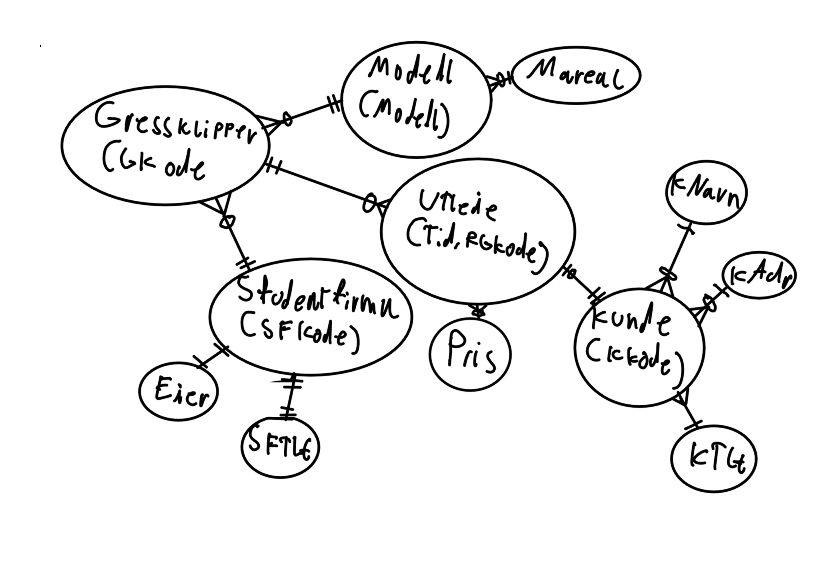 Modell
(Modell)
Mareal
Gressklipper
(GKode
Utleie
(Tid, RGkode)
KNavn
KAdr
Studentfirma
(SFKode)
Kunde
(KKode)
Pris
Eier
SFTlf
KTlf